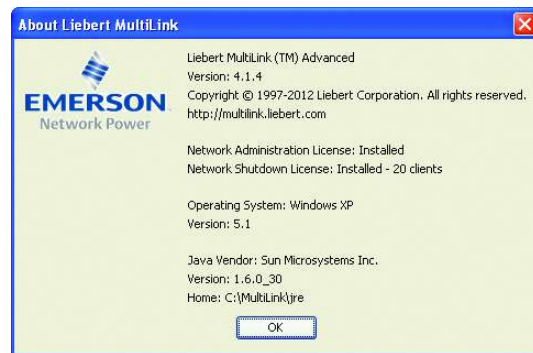 About Liebert MultiLink
EMERSON
Network Power
Liebert MultiLink (TM) Advanced
Version: 4.1.4
Copyright © 1997-2012 Liebert Corporation. All rights reserved.
http://multilink.liebert.com
Network Administration License: Installed
Network Shutdown License: Installed - 20 clients
Operating System: Windows XP
Version: 5.1
Java Vendor: Sun Microsystems Inc.
Version: 1.6.0_30
Home: C:\MultiLink\jre
OK